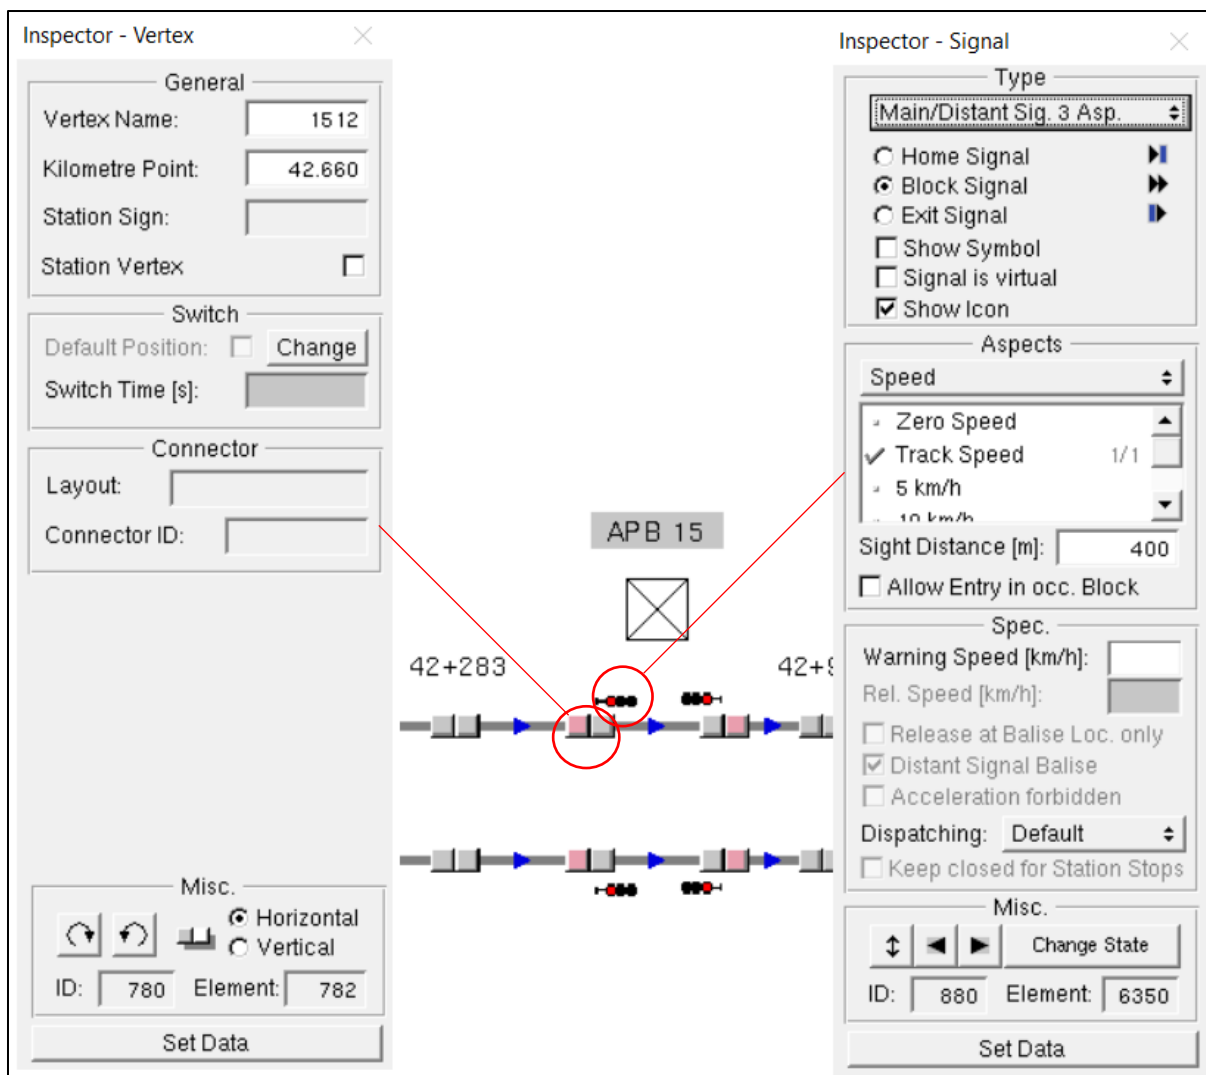 Inspector - Vertex
General
Vertex Name: 1512
Kilometre Point: 42.660
Station Sign:
Station Vertex
Switch
Default Position: Change
Switch Time [s]:
Connector
Layout:
Connector ID:
Misc.
Horizontal
Vertical
ID: 780 Element: 782
Set Data
APB 15
42+283
42+9
Inspector - Signal
Type
Main/Distant Sig. 3 Asp.
Home Signal
Block Signal
Exit Signal
Show Symbol
Signal is virtual
Show Icon
Aspects
Speed
Zero Speed
Track Speed 1/1
5 km/h
10 km/h
Sight Distance [m]: 400
Allow Entry in occ. Block
Spec.
Warning Speed [km/h]:
Rel. Speed [km/h]:
Release at Balise Loc. only
Distant Signal Balise
Acceleration forbidden
Dispatching: Default
Keep closed for Station Stops
Misc.
Change State
ID: 880 Element: 6350
Set Data